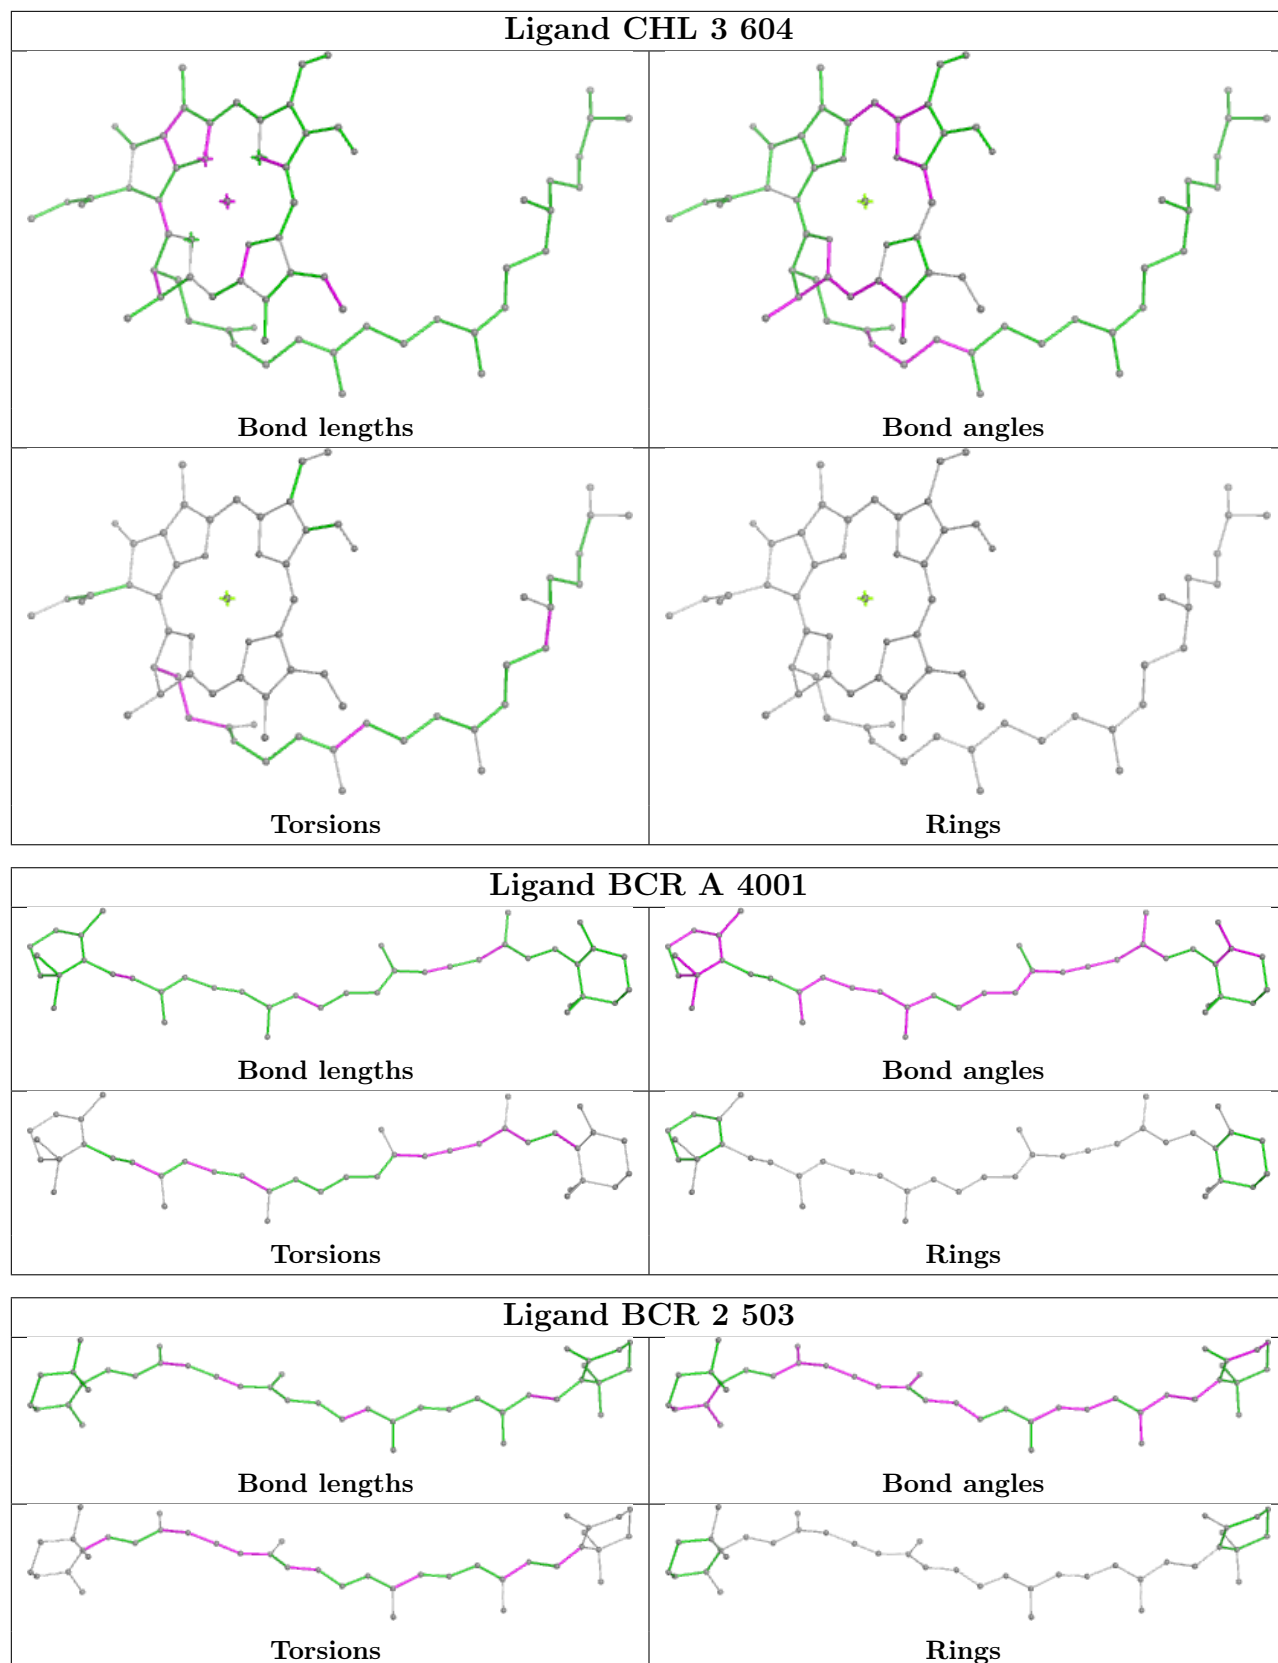 Ligand CHL 3 604
Bond lengths
Bond angles
Torsions
Rings
Ligand BCR A 4001
Bond lengths
Bond angles
Torsions
Rings
Ligand BCR 2 503
Bond lengths
Bond angles
Torsions
Rings